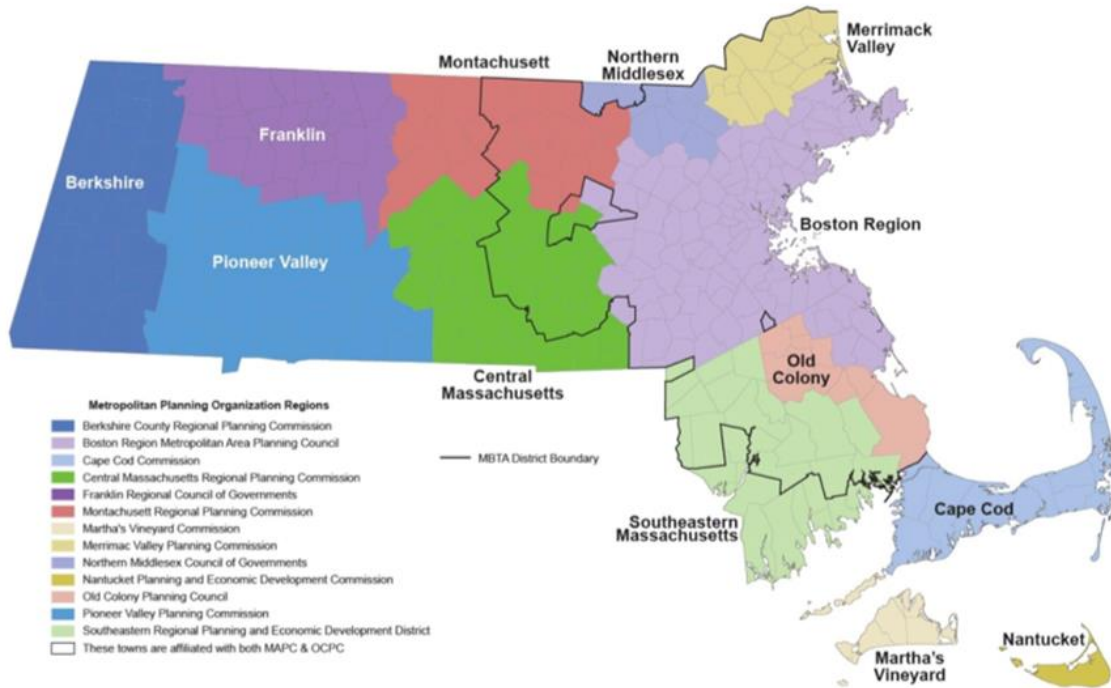 Merrimack
Valley
Northern
Middlesex
Montachusett
Franklin
Berkshire
Boston Region
Pioneer Valley
Old
Colony
Central
Massachusetts
Metropolitan Planning Organization Regions
Berkshire County Regional Planning Commission
Boston Region Metropolitan Area Planning Council
Cape Cod Commission
Central Massachusetts Regional Planning Commission
Franklin Regional Council of Governments
Montachusett Regional Planning Commission
Martha's Vineyard Commission
Merrimac Valley Planning Commission
Northern Middlesex Council of Governments
Nantucket Planning and Economic Development Commission
Old Colony Planning Council
Pioneer Valley Planning Commission
Southeastern Regional Planning and Economic Development District
These towns are affiliated with both MAPC & OCPC
MBTA District Boundary
Cape Cod
Southeastern
Massachusetts
Nantucket
Martha's
Vineyard